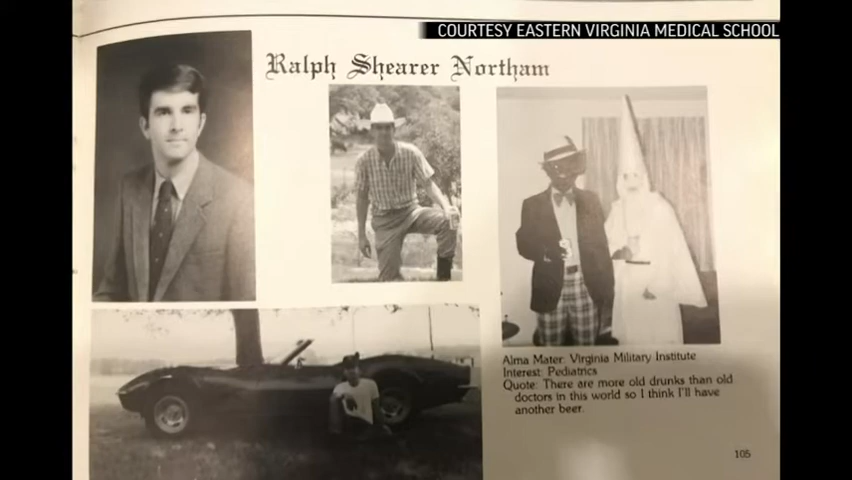 COURTESY EASTERN VIRGINIA MEDICAL SCHOOL
Ralph Shearer Northam
Alma Mater: Virginia Military Institute
Interest: Pediatrics
Quote: There are more old drunks than old
doctors in this world so I think I'll have
another beer.
105